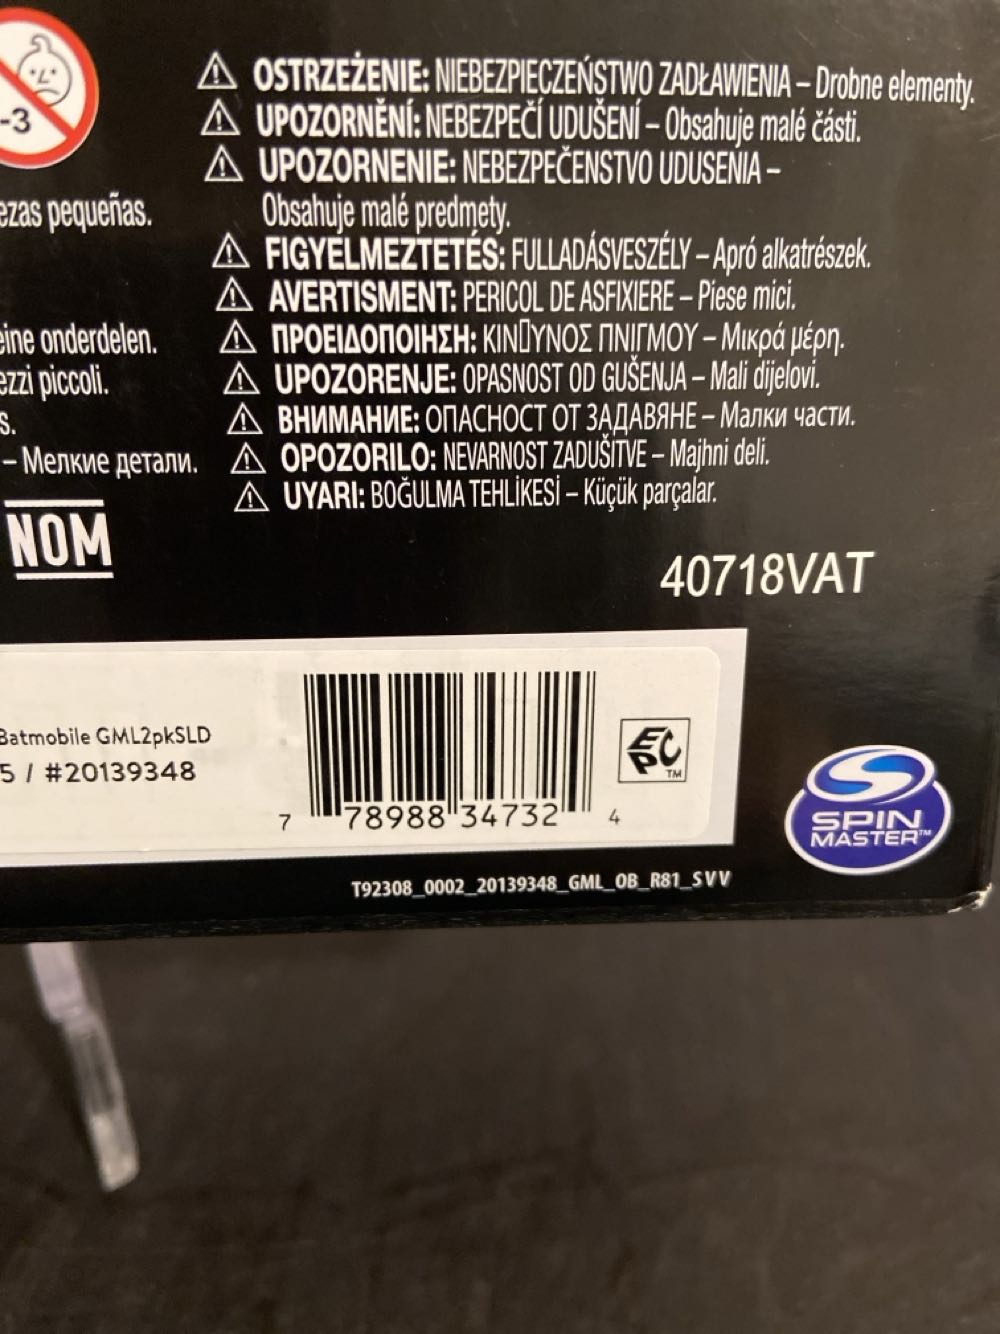 -3
⚠ OSTRZEŻENIE: NIEBEZPIECZEŃSTWO ZADŁAWIENIA – Drobne elementy.
⚠ UPOZORNĚNÍ: NEBEZPEČÍ UDUŠENÍ – Obsahuje malé části.
⚠ UPOZORNENIE: NEBEZPEČENSTVO UDUSENIA –
Obsahuje malé predmety.
ezas pequeñas.
⚠ FIGYELMEZTETÉS: FULLADÁSVESZÉLY – Apró alkatrészek.
⚠ AVERTISMENT: PERICOL DE ASFIXIERE – Piese mici.
eine onderdelen.
⚠ ΠΡΟΕΙΔΟΠΟΙΗΣΗ: ΚΙΝ▯ΥΝΟΣ ΠΝΙΓΜΟΥ – Μικρά μέρη.
ezzi piccoli.
⚠ UPOZORENJE: OPASNOST OD GUŠENJA – Mali dijelovi.
s.
⚠ ВНИМАНИЕ: ОПАСНОСТ ОТ ЗАДАВЯНЕ – Малки части.
– Мелкие детали.
⚠ OPOZORILO: NEVARNOST ZADUŠITVE – Majhni deli.
⚠ UYARI: BOĞULMA TEHLİKESİ – Küçük parçalar.
NOM
40718VAT
Batmobile GML2pkSLD
5 / #20139348
7 78988 34732 4
EPC TM
SPIN
MASTER™
T92308_0002_20139348_GML_OB_R81_SVV